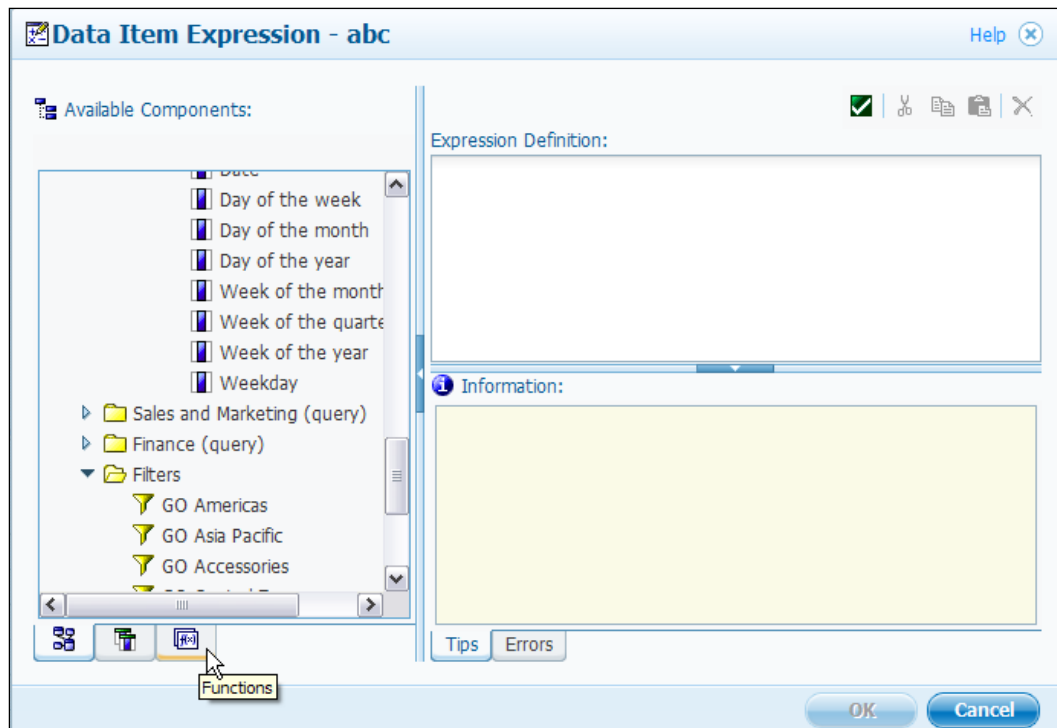 Data Item Expression - abc
Help
Available Components:
Day of the week
Day of the month
Day of the year
Week of the month
Week of the quarte
Week of the year
Weekday
Sales and Marketing (query)
Finance (query)
Filters
GO Americas
GO Asia Pacific
GO Accessories
f(x)
Functions
Expression Definition:
Information:
Tips
Errors
OK
Cancel